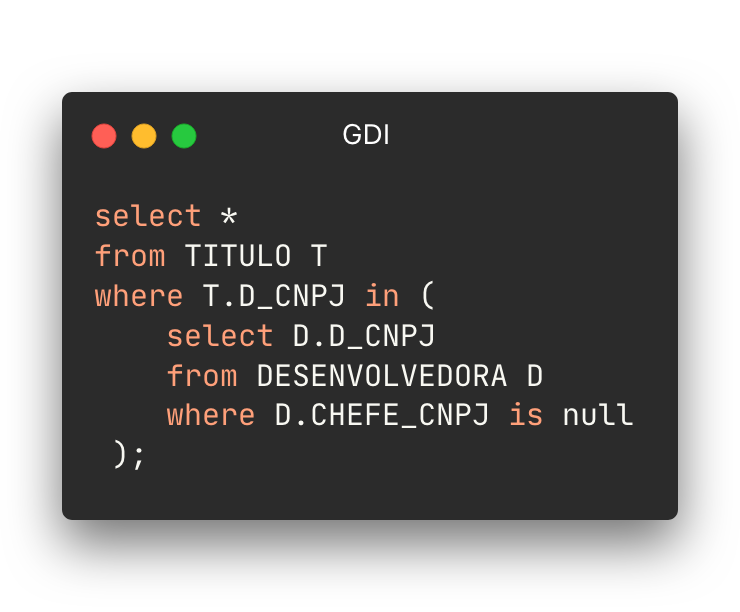 GDI
select *
from TITULO T
where T.D_CNPJ in (
    select D.D_CNPJ
    from DESENVOLVEDORA D
    where D.CHEFE_CNPJ is null
 );